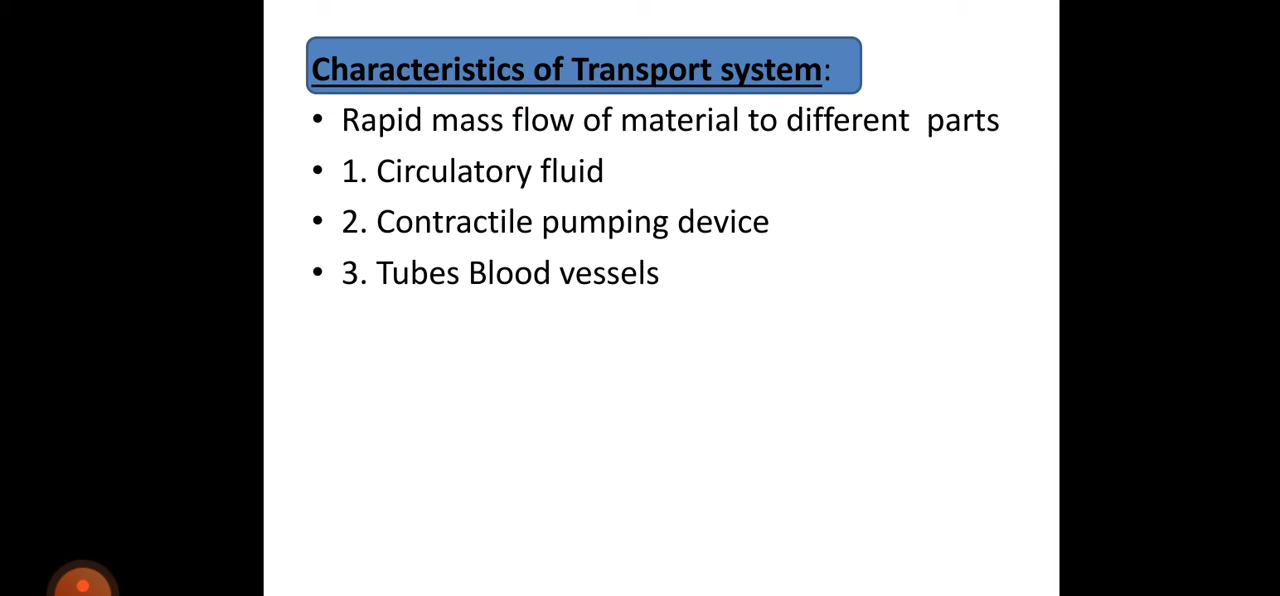 Characteristics of Transport system:
• Rapid mass flow of material to different  parts
• 1. Circulatory fluid
• 2. Contractile pumping device
• 3. Tubes Blood vessels